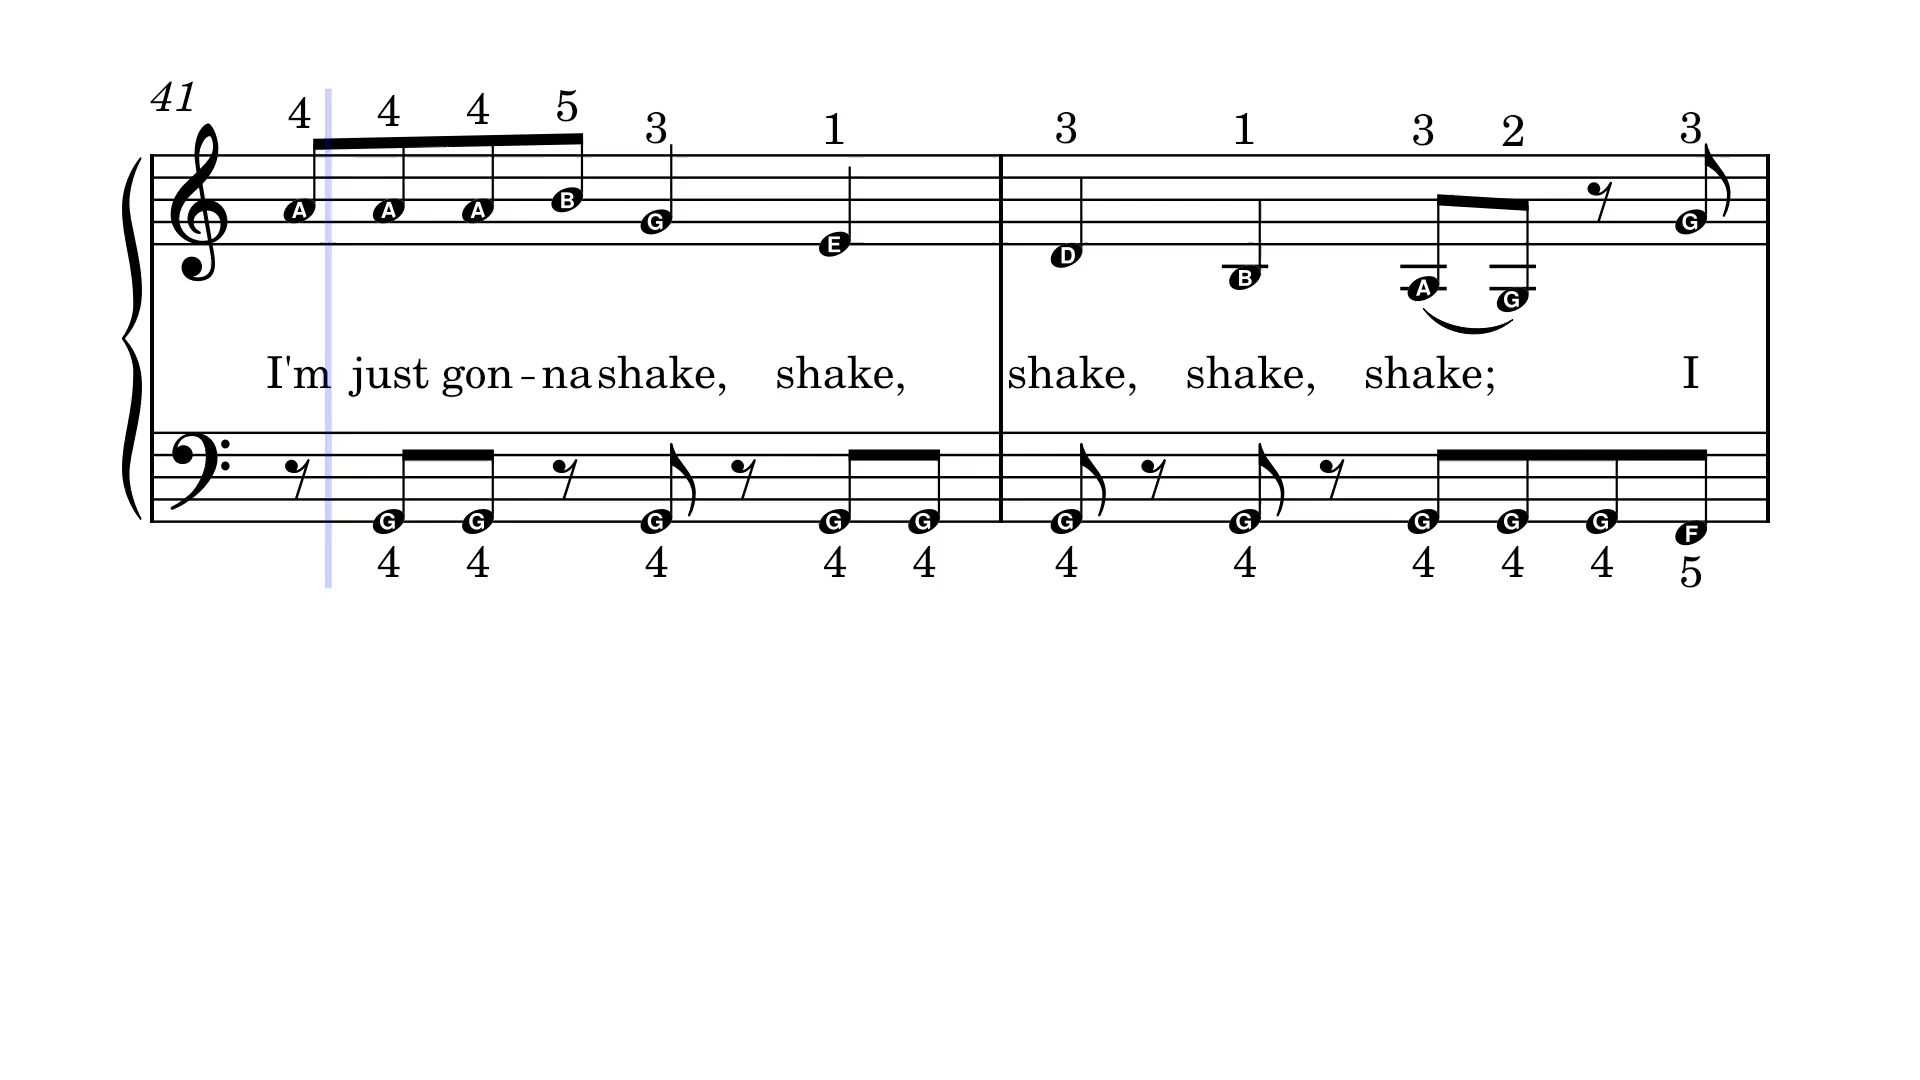 41
4 4 4 5 3 1 3 1 3 2 3
A A A B G E D B A G G
I'm just gon-na shake, shake, shake, shake, shake; I
G G G G G G G G G G F
4 4 4 4 4 4 4 4 4 4 5